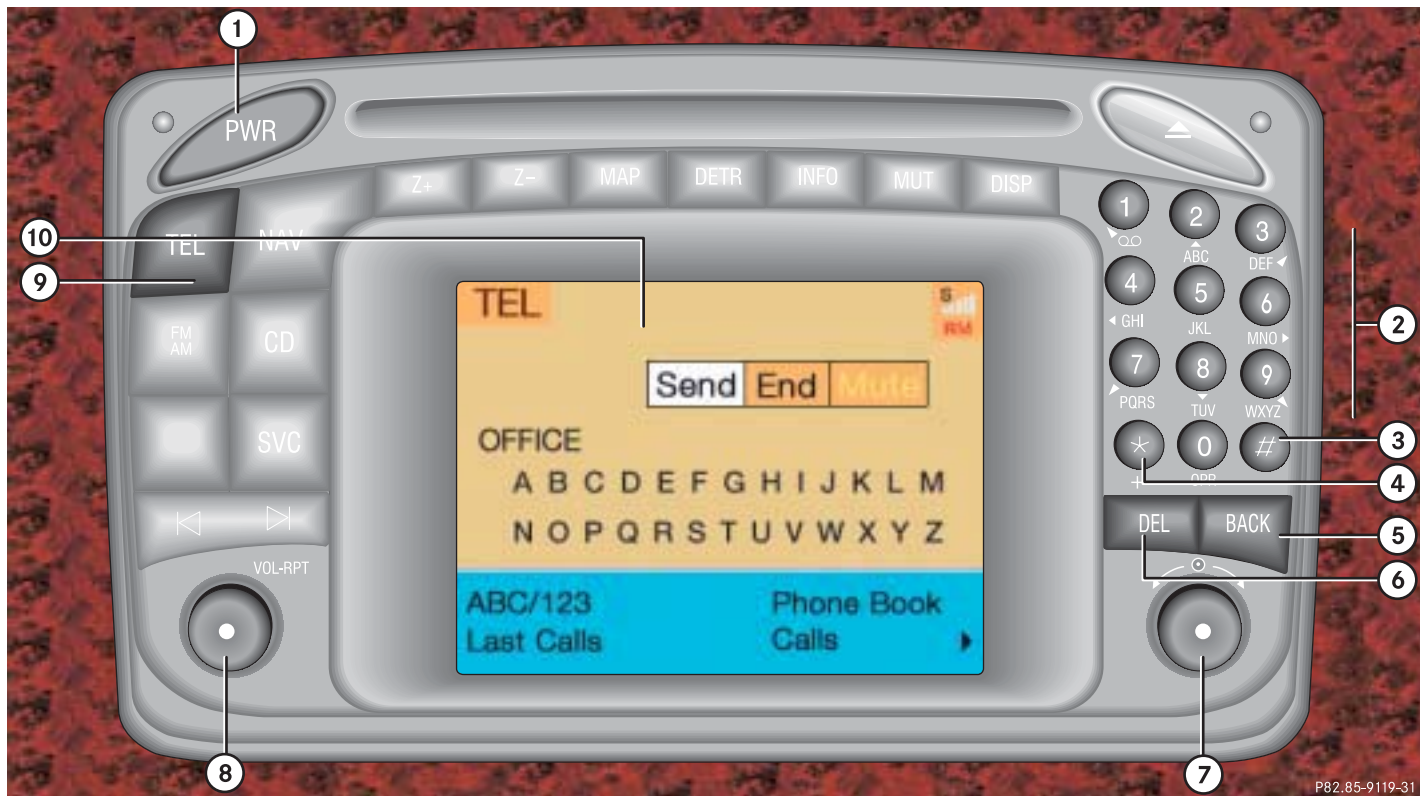 1
PWR
Z+ Z− MAP DETR INFO MUT DISP
TEL NAV
10
9
FM
AM
CD
SVC
VOL-RPT
8
TEL
S
RM
Send End Mute
OFFICE
A B C D E F G H I J K L M
N O P Q R S T U V W X Y Z
ABC/123 Phone Book
Last Calls Calls
1 2 3
ABC DEF
4 5 6
GHI JKL MNO
7 8 9
PQRS TUV WXYZ
* 0 #
+ OPR
DEL BACK
2
3
4
5
6
7
P82.85-9119-31